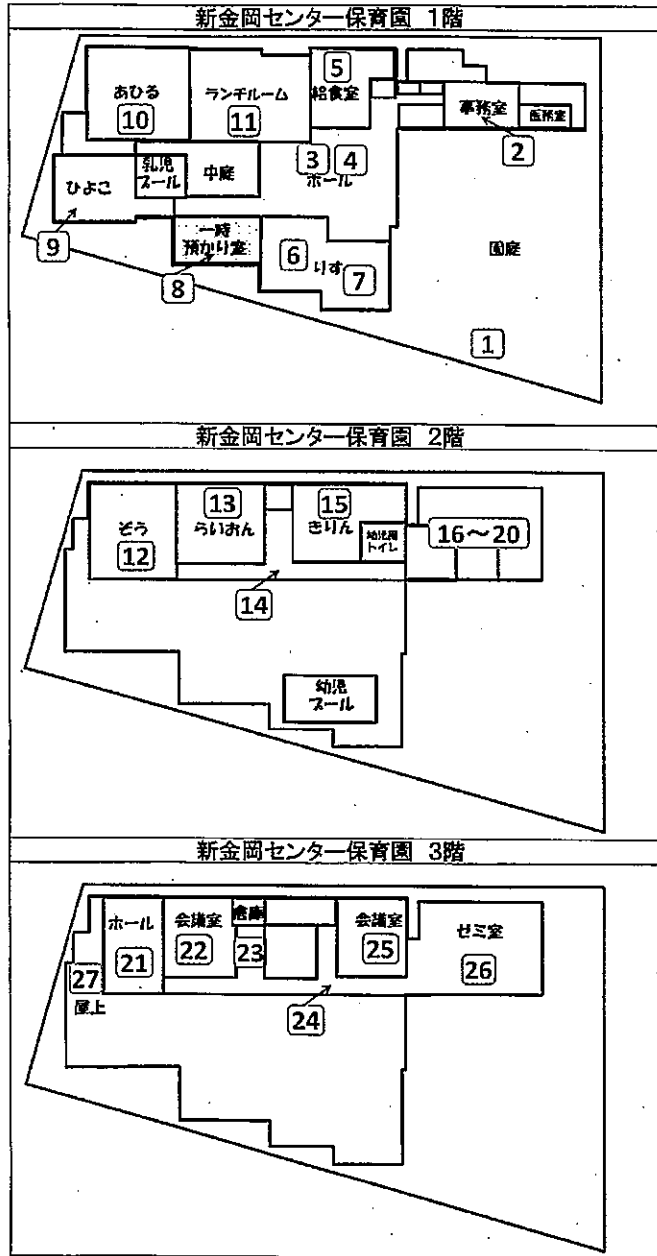 新金岡センター保育園 1階
あひる
10
ランチルーム
11
5
給食室
事務室
医務室
2
ひよこ
乳児
プール
中庭
3
4
ホール
9
一時
預かり室
8
6
りす
7
園庭
1
新金岡センター保育園 2階
ぞう
12
13
らいおん
15
きりん
幼児用
トイレ
16～20
14
幼児
プール
新金岡センター保育園 3階
ホール
21
会議室
22
倉庫
23
会議室
25
ゼミ室
26
27
屋上
24